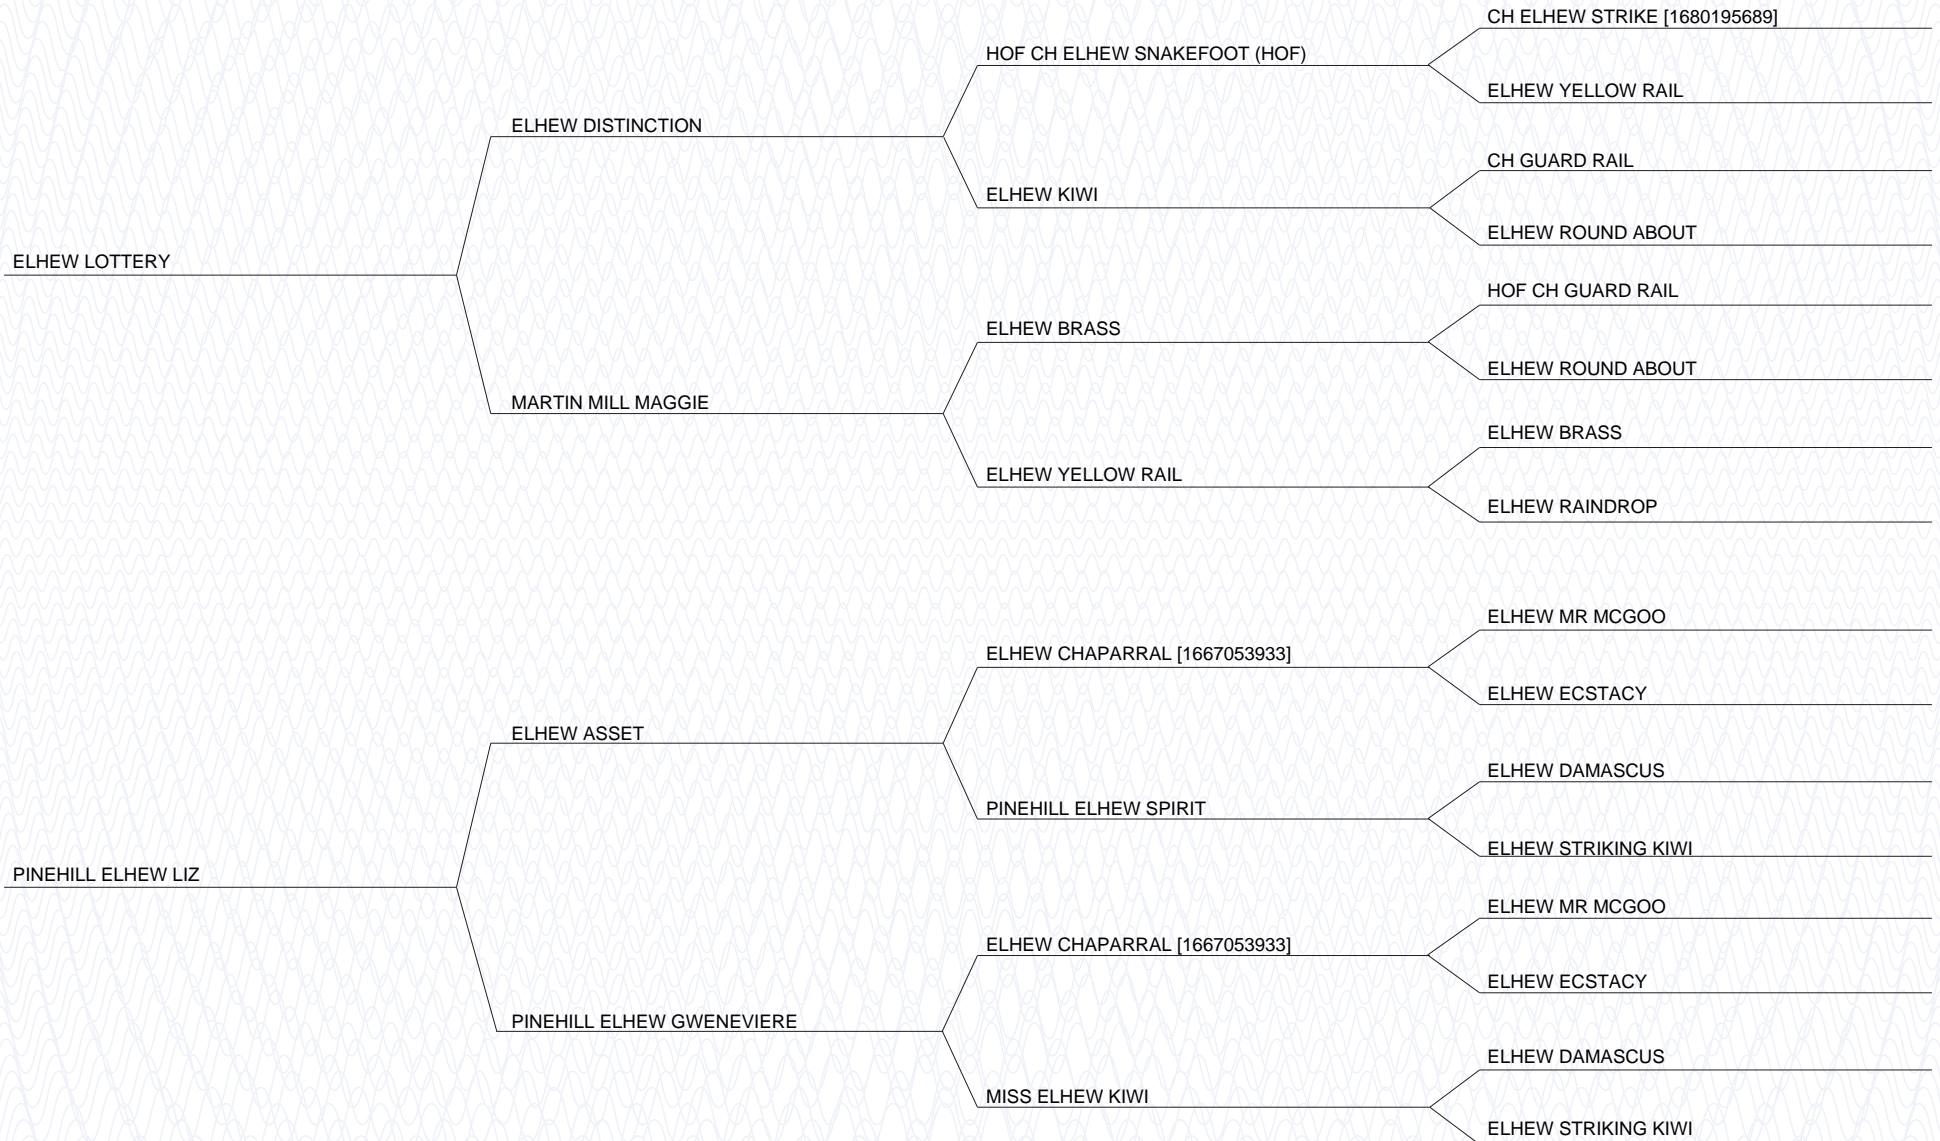 CH ELHEW STRIKE [1680195689]
HOF CH ELHEW SNAKEFOOT (HOF)
ELHEW YELLOW RAIL
ELHEW DISTINCTION
CH GUARD RAIL
ELHEW KIWI
ELHEW ROUND ABOUT
ELHEW LOTTERY
HOF CH GUARD RAIL
ELHEW BRASS
ELHEW ROUND ABOUT
MARTIN MILL MAGGIE
ELHEW BRASS
ELHEW YELLOW RAIL
ELHEW RAINDROP
ELHEW MR MCGOO
ELHEW CHAPARRAL [1667053933]
ELHEW ECSTACY
ELHEW ASSET
ELHEW DAMASCUS
PINEHILL ELHEW SPIRIT
ELHEW STRIKING KIWI
PINEHILL ELHEW LIZ
ELHEW MR MCGOO
ELHEW CHAPARRAL [1667053933]
ELHEW ECSTACY
PINEHILL ELHEW GWENEVIERE
ELHEW DAMASCUS
MISS ELHEW KIWI
ELHEW STRIKING KIWI